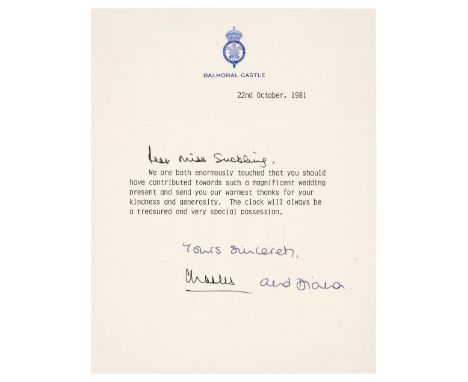 BALMORAL CASTLE
22nd October, 1981
Dear Miss Suckling,
We are both enormously touched that you should
have contributed towards such a magnificent wedding
present and send you our warmest thanks for your
kindness and generosity. The clock will always be
a treasured and very special possession.
Yours sincerely,
Charles and Diana.